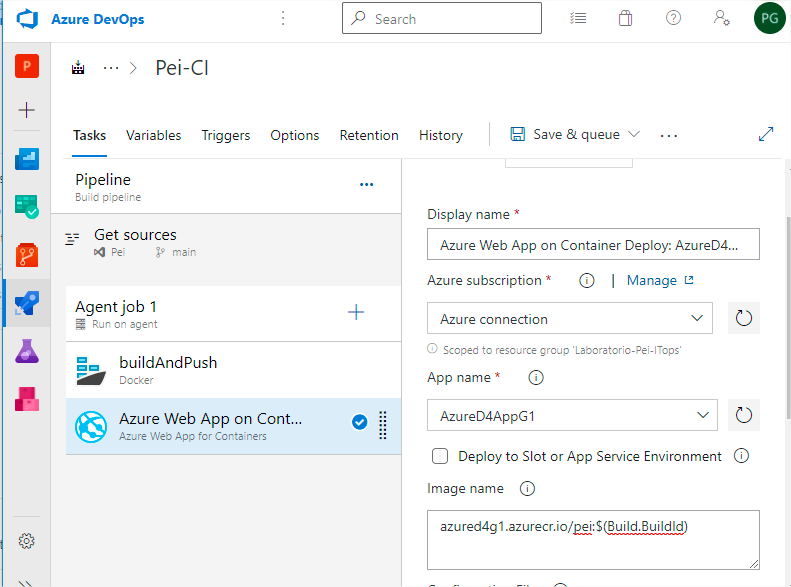 Azure DevOps
Search
PG
P
Pei-CI
Tasks
Variables
Triggers
Options
Retention
History
Save & queue
Pipeline
Build pipeline
Get sources
Pei
main
Agent job 1
Run on agent
buildAndPush
Docker
Azure Web App on Cont...
Azure Web App for Containers
Display name *
Azure Web App on Container Deploy: AzureD4...
Azure subscription *
| Manage
Azure connection
Scoped to resource group 'Laboratorio-Pei-ITops'
App name *
AzureD4AppG1
Deploy to Slot or App Service Environment
Image name
azured4g1.azurecr.io/pei:$(Build.BuildId)